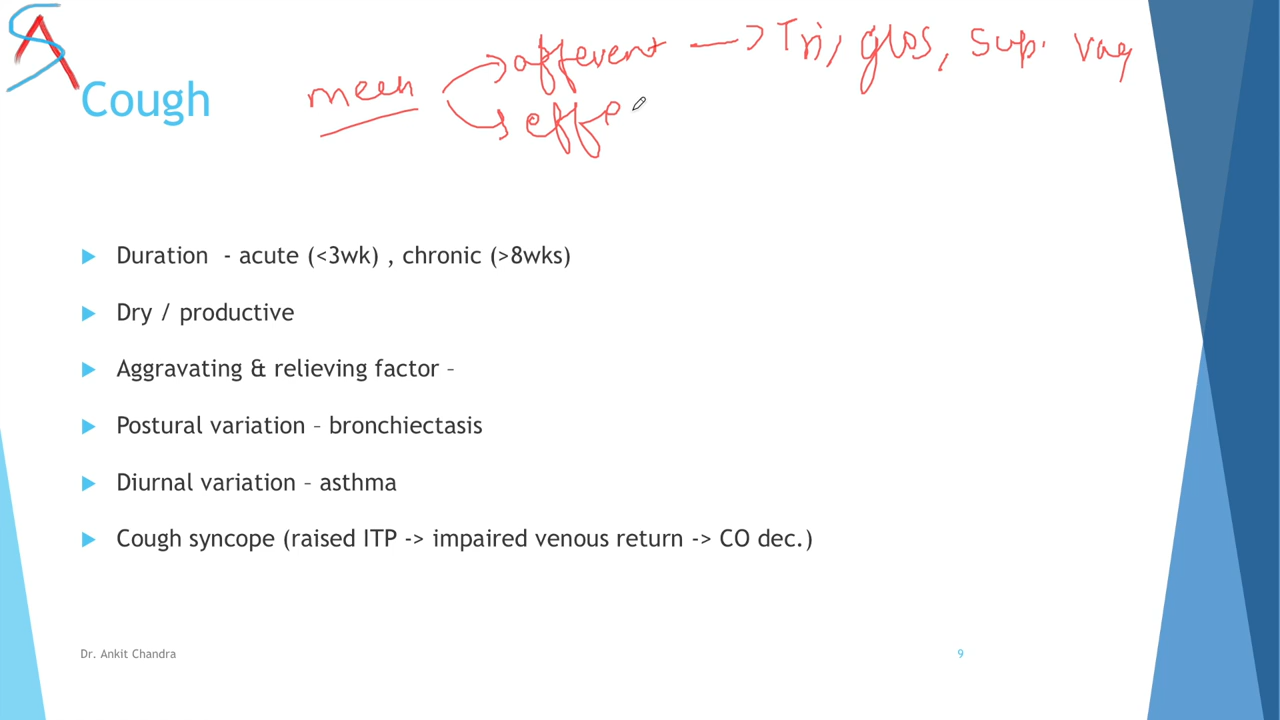 SA
afferent → Tri, glos, Sup. vag
Cough
mech
effe
Duration - acute (<3wk) , chronic (>8wks)
Dry / productive
Aggravating & relieving factor –
Postural variation – bronchiectasis
Diurnal variation – asthma
Cough syncope (raised ITP -> impaired venous return -> CO dec.)
Dr. Ankit Chandra
9